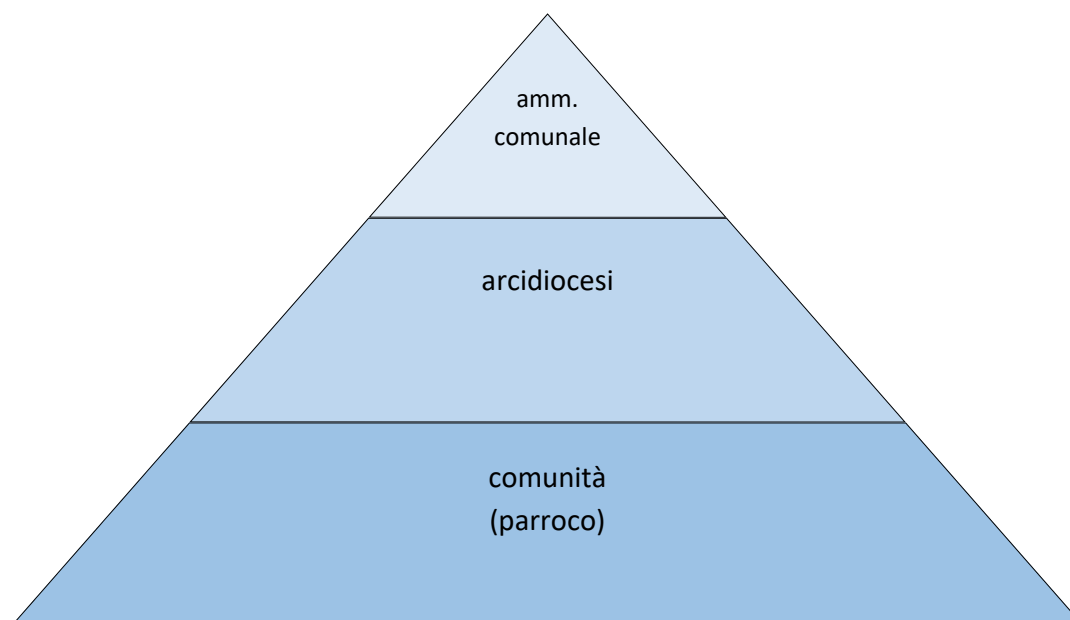 amm.
comunale
arcidiocesi
comunità
(parroco)